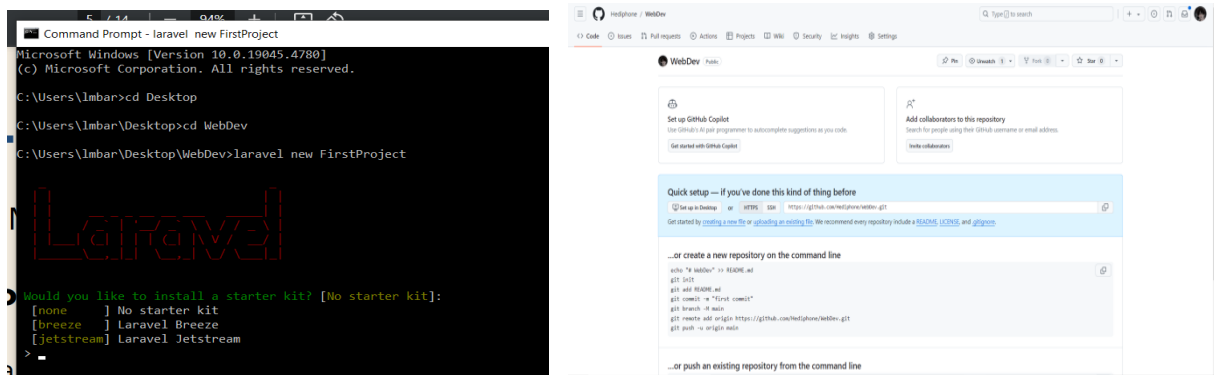 5 / 14 | — 94% +
Command Prompt - laravel new FirstProject
Microsoft Windows [Version 10.0.19045.4780]
(c) Microsoft Corporation. All rights reserved.
C:\Users\lmbar>cd Desktop
C:\Users\lmbar\Desktop>cd WebDev
C:\Users\lmbar\Desktop\WebDev>laravel new FirstProject
Laravel
Would you like to install a starter kit? [No starter kit]:
[none ] No starter kit
[breeze ] Laravel Breeze
[jetstream] Laravel Jetstream
>
Hediphone / WebDev
Q Type / to search
<> Code Issues Pull requests Actions Projects Wiki Security Insights Settings
WebDev Public
Pin Unwatch 1 Fork 0 Star 0
Set up GitHub Copilot
Use GitHub's AI pair programmer to autocomplete suggestions as you code.
Get started with GitHub Copilot
Add collaborators to this repository
Search for people using their GitHub username or email address.
Invite collaborators
Quick setup — if you've done this kind of thing before
Set up in Desktop or HTTPS SSH https://github.com/Hediphone/WebDev.git
Get started by creating a new file or uploading an existing file. We recommend every repository include a README, LICENSE, and .gitignore.
...or create a new repository on the command line
echo "# WebDev" >> README.md
git init
git add README.md
git commit -m "first commit"
git branch -M main
git remote add origin https://github.com/Hediphone/WebDev.git
git push -u origin main
...or push an existing repository from the command line